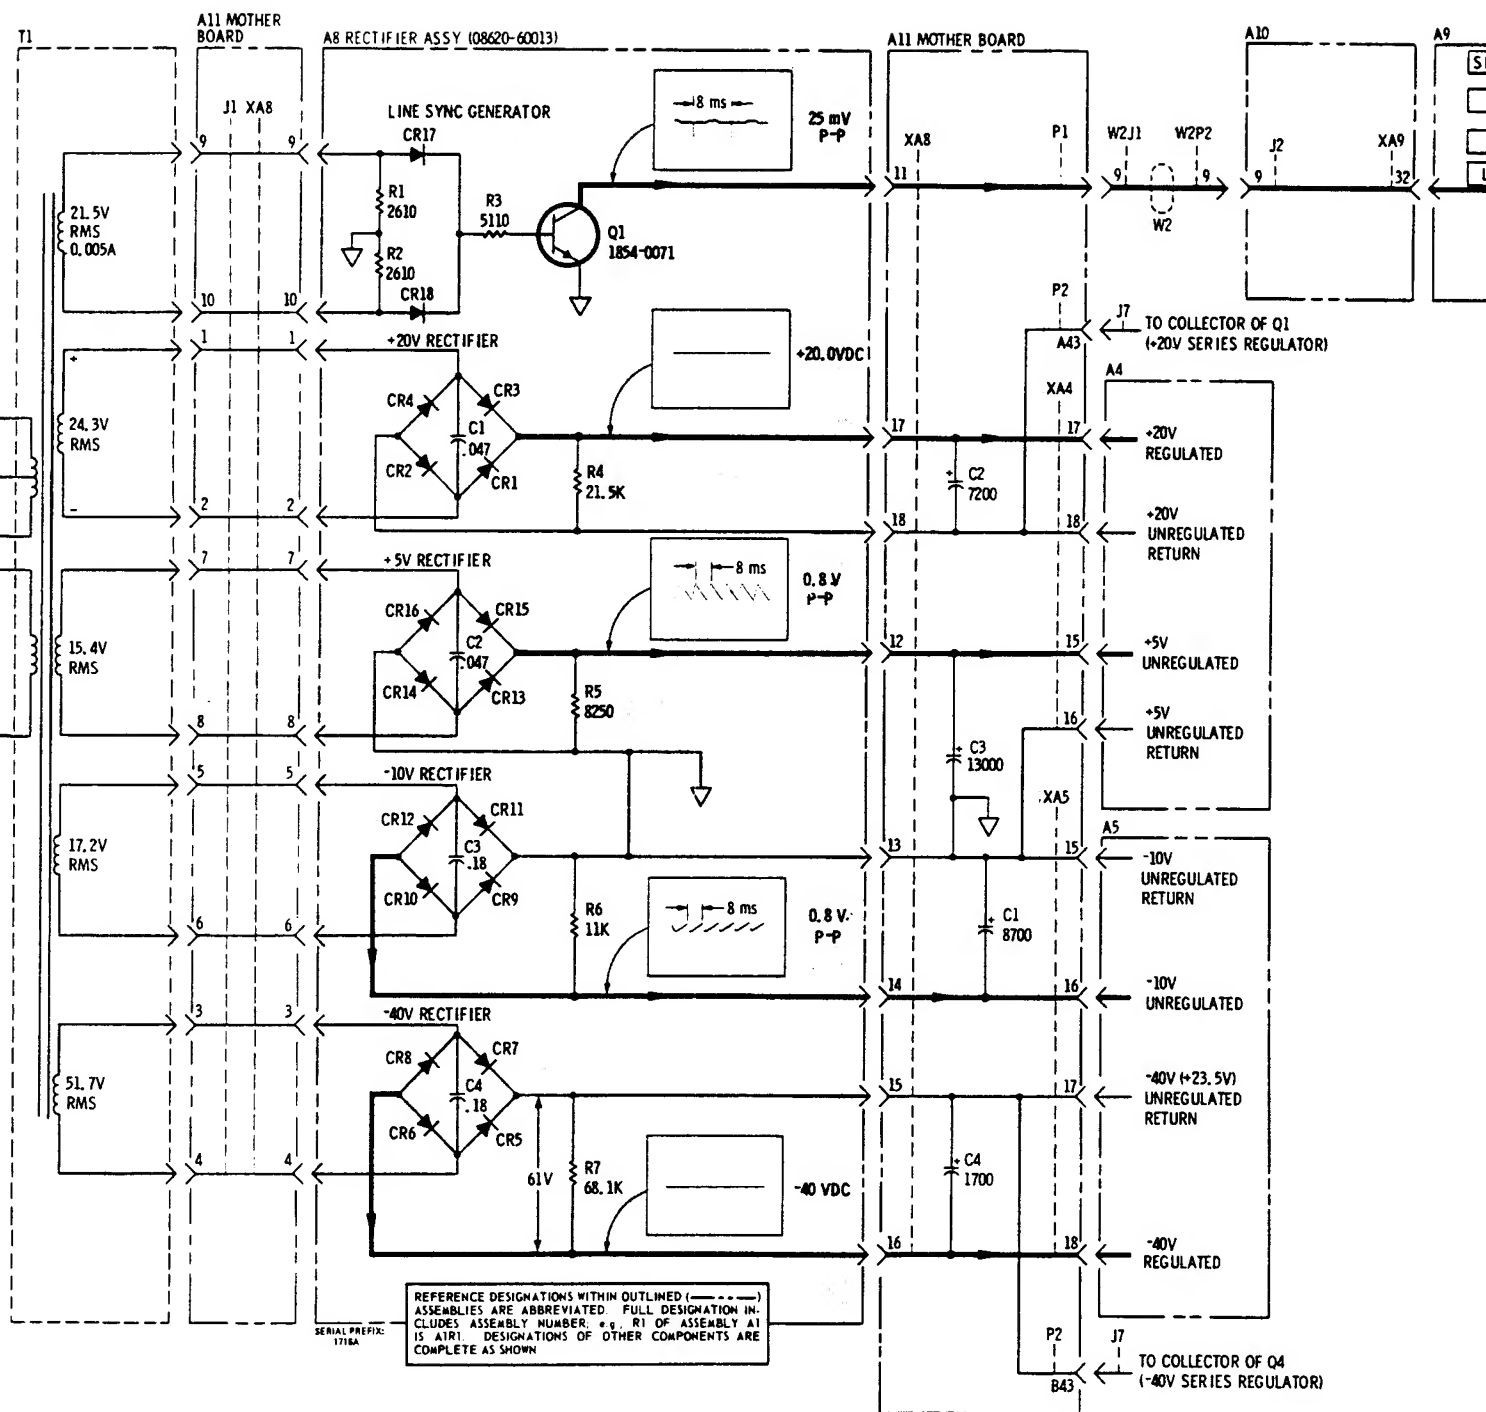 T1
A11 MOTHER
BOARD
A8 RECTIFIER ASSY (08620-60013)
A11 MOTHER BOARD
A10
A9
J1 XA8
LINE SYNC GENERATOR
CR17
8 ms
25 mV
P-P
XA8
P1
W2J1
W2P2
J2
XA9
9
9
11
9
9
9
32
W2
21.5V
RMS
0.005A
R1
2610
R2
2610
R3
5110
Q1
1854-0071
CR18
10
10
P2
J7
A43
TO COLLECTOR OF Q1
(+20V SERIES REGULATOR)
+20V RECTIFIER
1
1
+
-
24.3V
RMS
CR4
CR3
C1
.047
CR2
CR1
R4
21.5K
+20.0VDC
2
2
17
18
C2
7200
XA4
A4
17
+20V
REGULATED
18
+20V
UNREGULATED
RETURN
+5V RECTIFIER
7
7
15.4V
RMS
CR16
CR15
C2
.047
CR14
CR13
R5
8250
8 ms
0.8V
P-P
8
8
12
15
+5V
UNREGULATED
16
+5V
UNREGULATED
RETURN
C3
13000
-10V RECTIFIER
5
5
17.2V
RMS
CR12
CR11
C3
.18
CR10
CR9
R6
11K
8 ms
0.8V
P-P
6
6
13
14
C1
8700
XA5
A5
15
-10V
UNREGULATED
RETURN
16
-10V
UNREGULATED
-40V RECTIFIER
3
3
51.7V
RMS
CR8
CR7
C4
.18
CR6
CR5
61V
R7
68.1K
-40 VDC
4
4
15
16
C4
1700
17
-40V (+23.5V)
UNREGULATED
RETURN
18
-40V
REGULATED
P2
J7
B43
TO COLLECTOR OF Q4
(-40V SERIES REGULATOR)
SERIAL PREFIX:
1716A
REFERENCE DESIGNATIONS WITHIN OUTLINED (—--—)
ASSEMBLIES ARE ABBREVIATED. FULL DESIGNATION IN-
CLUDES ASSEMBLY NUMBER; e.g., R1 OF ASSEMBLY A1
IS A1R1. DESIGNATIONS OF OTHER COMPONENTS ARE
COMPLETE AS SHOWN